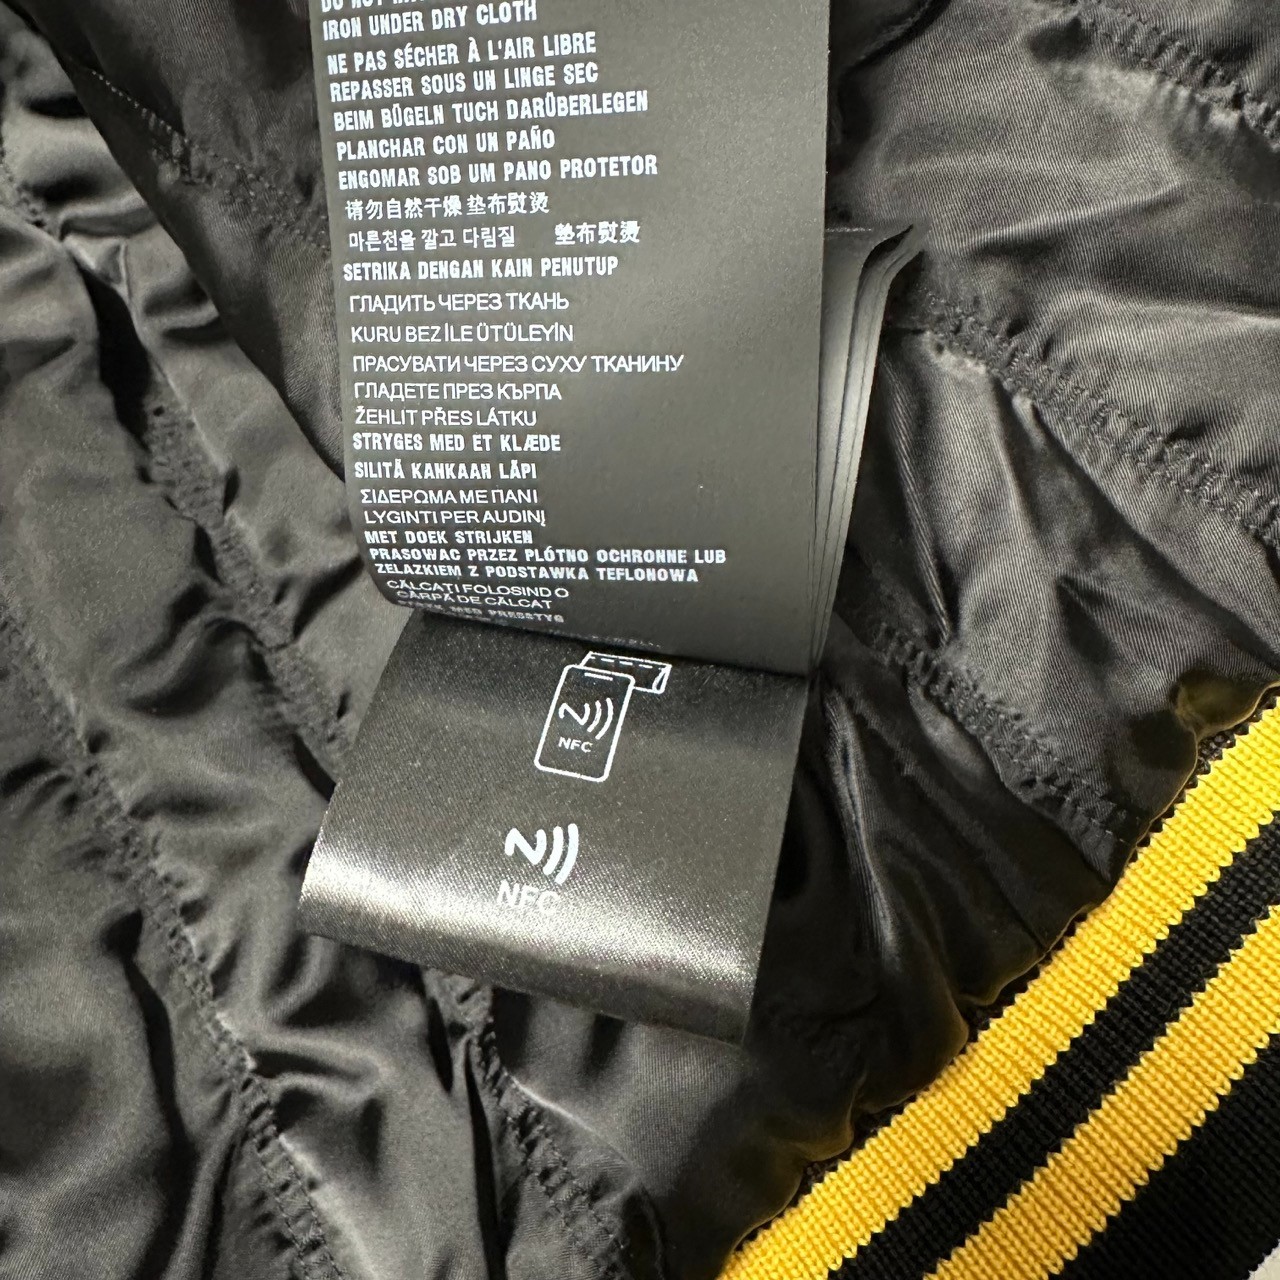 IRON UNDER DRY CLOTH
NE PAS SÉCHER À L'AIR LIBRE
REPASSER SOUS UN LINGE SEC
BEIM BÜGELN TUCH DARÜBERLEGEN
PLANCHAR CON UN PAÑO
ENGOMAR SOB UM PANO PROTETOR
请勿自然干燥 垫布熨烫
마른천을 깔고 다림질 墊布熨燙
SETRIKA DENGAN KAIN PENUTUP
ГЛАДИТЬ ЧЕРЕЗ ТКАНЬ
KURU BEZ İLE ÜTÜLEYİN
ПРАСУВАТИ ЧЕРЕЗ СУХУ ТКАНИНУ
ГЛАДЕТЕ ПРЕЗ КЪРПА
ŽEHLIT PŘES LÁTKU
STRYGES MED ET KLÆDE
SILITÄ KANKAAN LÄPI
ΣΙΔΕΡΩΜΑ ΜΕ ΠΑΝΙ
LYGINTI PER AUDINĮ
MET DOEK STRIJKEN
PRASOWAC PRZEZ PLÓTNO OCHRONNE LUB
ZELAZKIEM Z PODSTAWKA TEFLONOWA
CĂLCAȚI FOLOSIND O
CÂRPĂ DE CĂLCAT
NFC
NFC